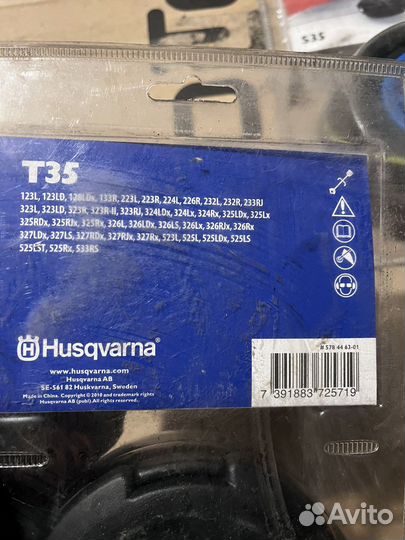 535
T35
123L, 123LD, 128LDx, 133R, 223L, 223R, 224L, 226R, 232L, 232R, 233RJ
323L, 323LD, 323R, 323R-II, 323RJ, 324LDx, 324Lx, 324Rx, 325LDx, 325Lx
325RDx, 325RJx, 325Rx, 326L, 326LDx, 326LS, 326Lx, 326RJx, 326Rx
327LDx, 327LS, 327RDx, 327RJx, 327Rx, 523L, 525L, 525LDx, 525LS
525LST, 525Rx, 533RS
Husqvarna
www.husqvarna.com
Husqvarna AB
SE-561 82 Huskvarna, Sweden
Made in China. Copyright © 2010 and trademark rights
Husqvarna AB (publ).All rights reserved.
# 578 44 63-01
7 391883 725719
Avito